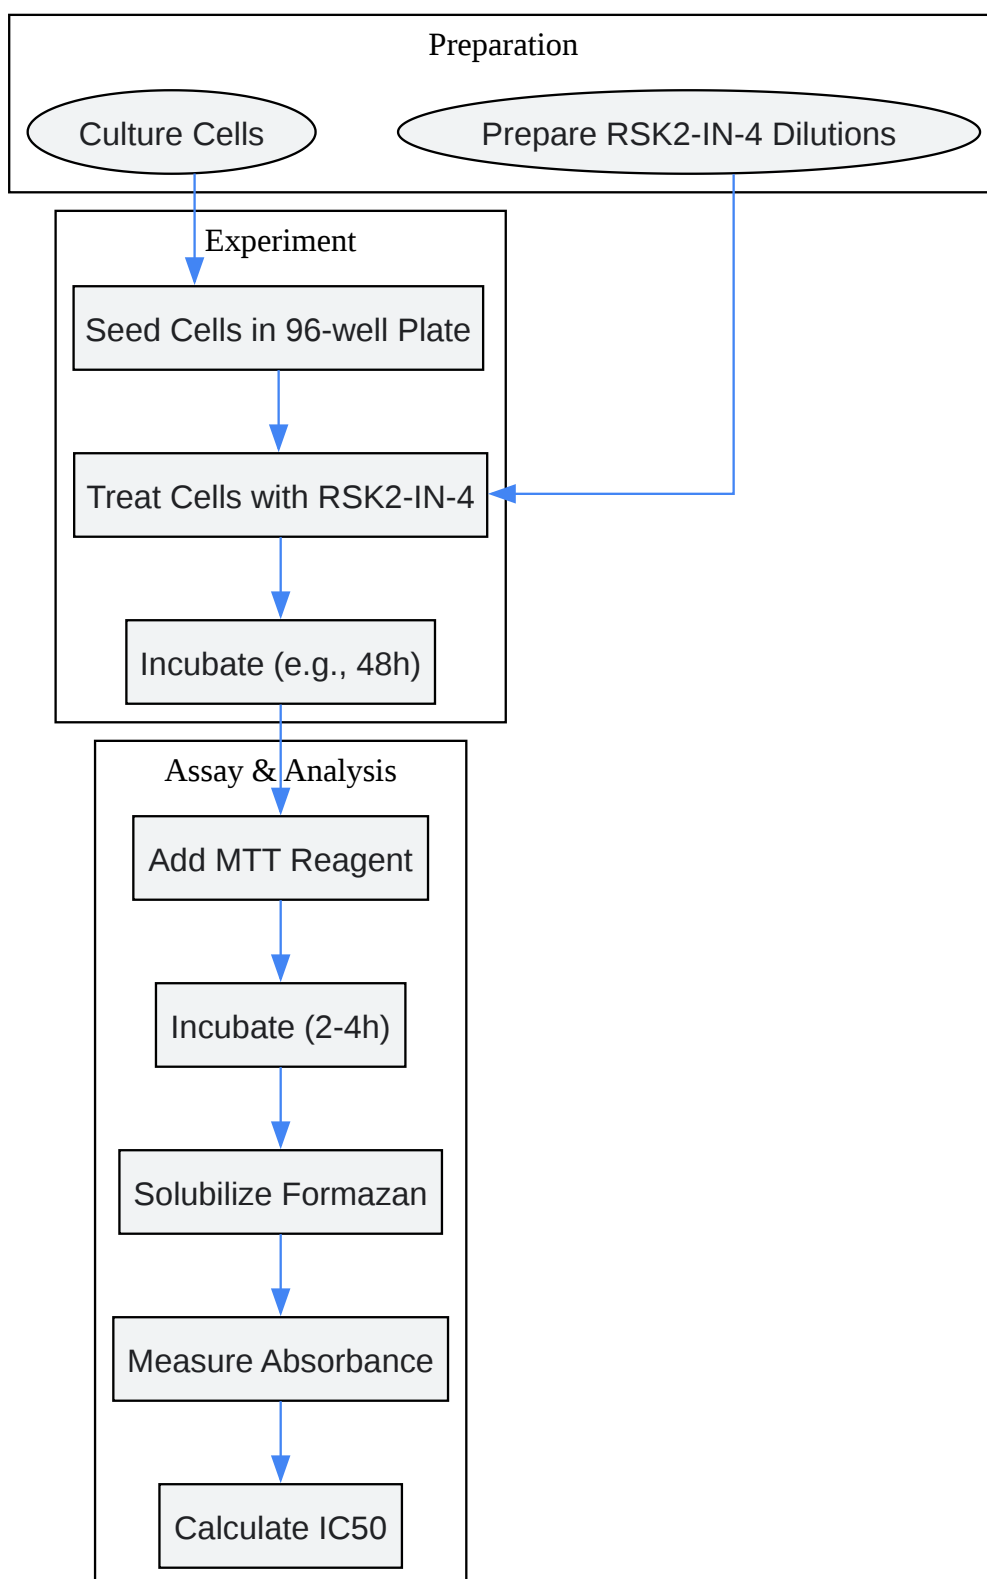 Preparation
Culture Cells
Prepare RSK2-IN-4 Dilutions
Experiment
Seed Cells in 96-well Plate
Treat Cells with RSK2-IN-4
Incubate (e.g., 48h)
Assay & Analysis
Add MTT Reagent
Incubate (2-4h)
Solubilize Formazan
Measure Absorbance
Calculate IC50